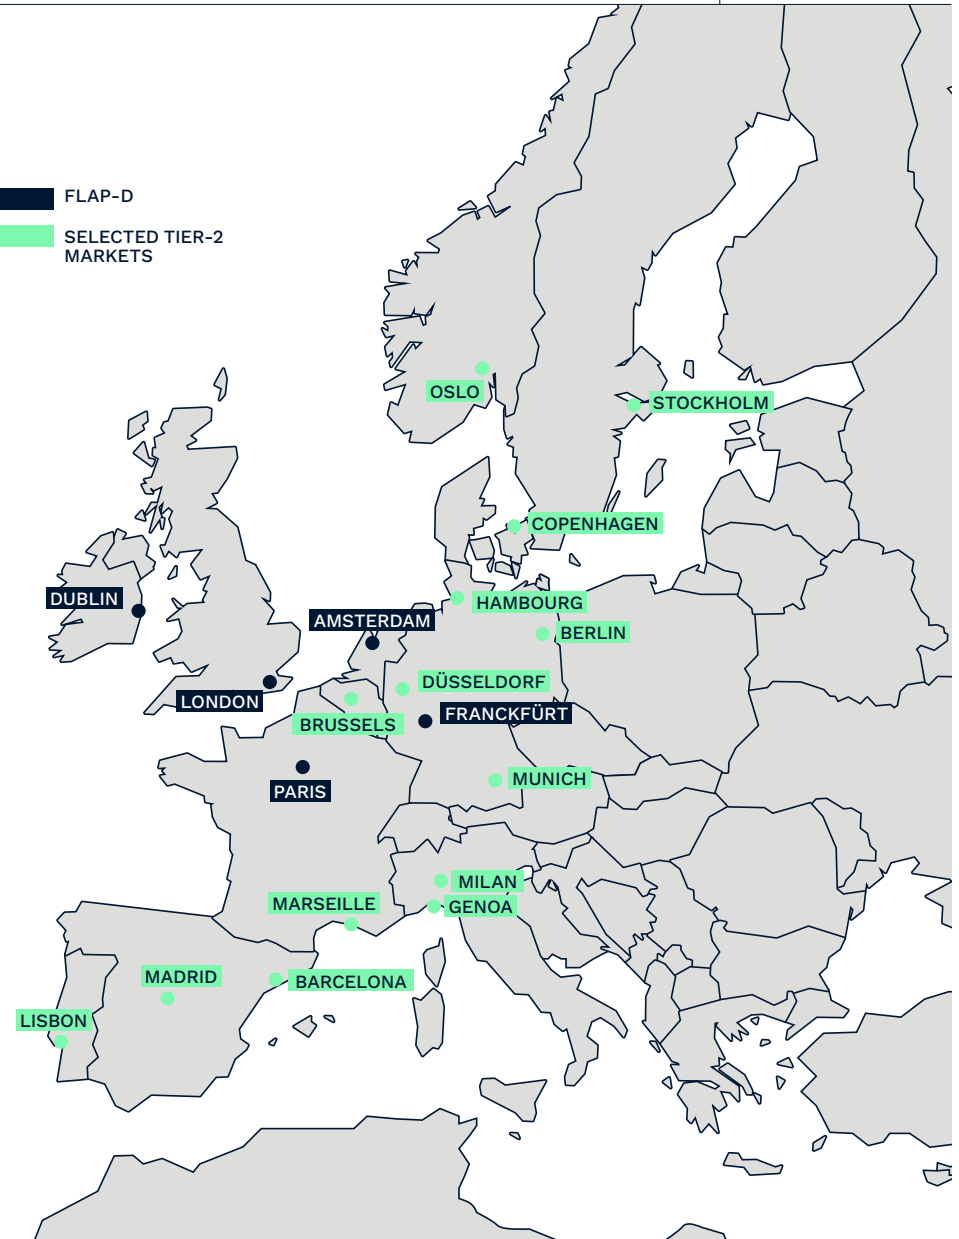 FLAP-D
SELECTED TIER-2
MARKETS
OSLO
STOCKHOLM
COPENHAGEN
DUBLIN
HAMBOURG
AMSTERDAM
BERLIN
DÜSSELDORF
LONDON
FRANCKFÜRT
BRUSSELS
MUNICH
PARIS
MILAN
MARSEILLE
GENOA
MADRID
BARCELONA
LISBON